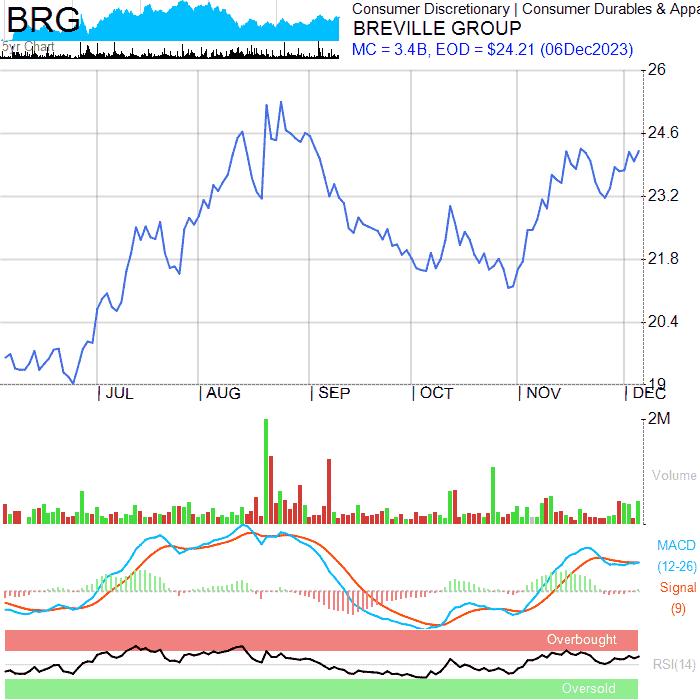 BRG
5yr Chart
Consumer Discretionary | Consumer Durables & Appa
BREVILLE GROUP
MC = 3.4B, EOD = $24.21 (06Dec2023)
26
24.6
23.2
21.8
20.4
19
JUL AUG SEP OCT NOV DEC
2M
Volume
MACD
(12-26)
Signal
(9)
Overbought
RSI(14)
Oversold